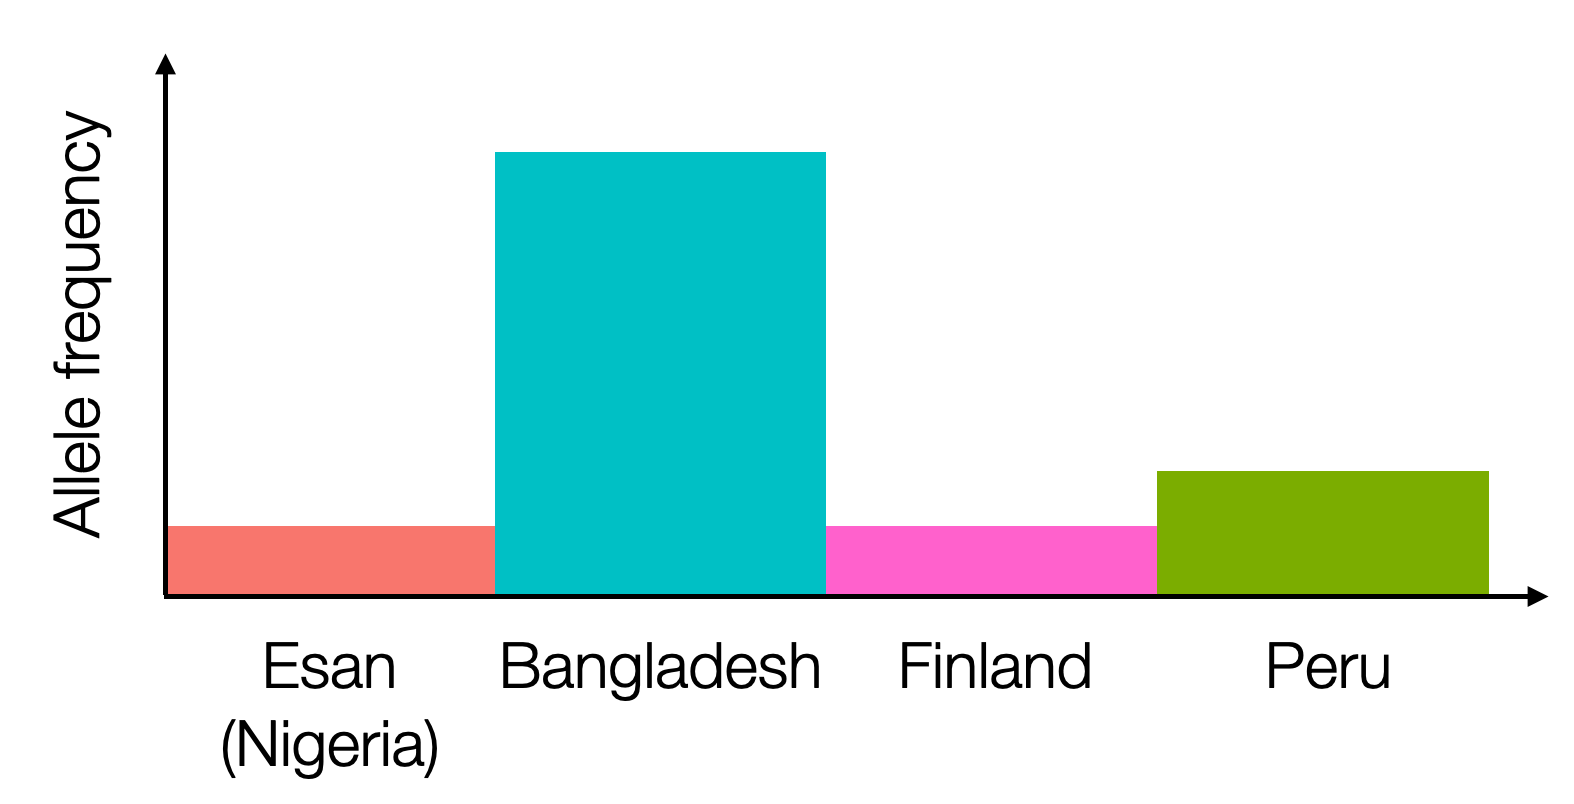 Allele frequency
Esan
(Nigeria)
Bangladesh
Finland
Peru